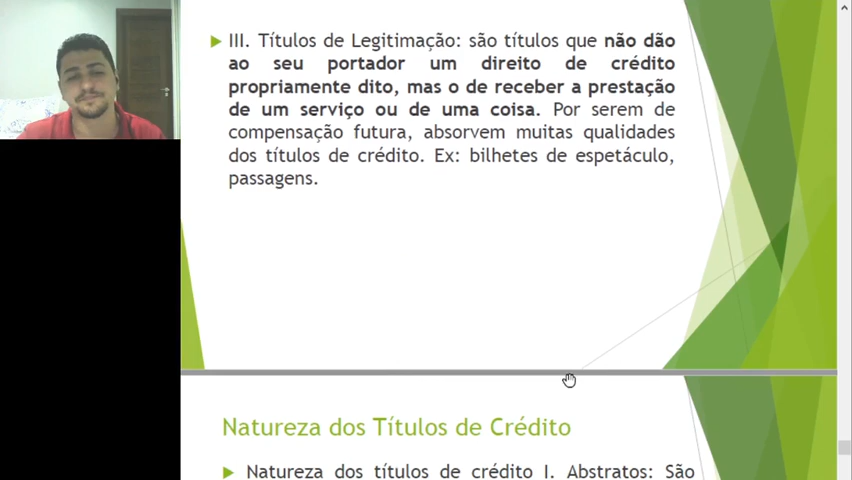 III. Títulos de Legitimação: são títulos que não dão
ao seu portador um direito de crédito
propriamente dito, mas o de receber a prestação
de um serviço ou de uma coisa. Por serem de
compensação futura, absorvem muitas qualidades
dos títulos de crédito. Ex: bilhetes de espetáculo,
passagens.
Natureza dos Títulos de Crédito
Natureza dos títulos de crédito I. Abstratos: São